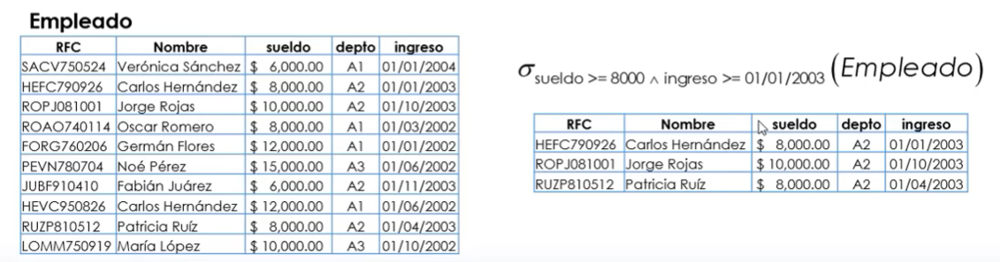 Empleado
RFC Nombre sueldo depto ingreso
SACV750524 Verónica Sánchez $ 6,000.00 A1 01/01/2004
HEFC790926 Carlos Hernández $ 8,000.00 A2 01/01/2003
ROPJ081001 Jorge Rojas $ 10,000.00 A2 01/10/2003
ROAO740114 Oscar Romero $ 8,000.00 A1 01/03/2002
FORG760206 Germán Flores $ 12,000.00 A1 01/01/2002
PEVN780704 Noé Pérez $ 15,000.00 A3 01/06/2002
JUBF910410 Fabián Juárez $ 6,000.00 A2 01/11/2003
HEVC950826 Carlos Hernández $ 12,000.00 A1 01/06/2002
RUZP810512 Patricia Ruíz $ 8,000.00 A2 01/04/2003
LOMM750919 María López $ 10,000.00 A3 01/10/2002
σ sueldo >= 8000 ∧ ingreso >= 01/01/2003 (Empleado)
RFC Nombre sueldo depto ingreso
HEFC790926 Carlos Hernández $ 8,000.00 A2 01/01/2003
ROPJ081001 Jorge Rojas $ 10,000.00 A2 01/10/2003
RUZP810512 Patricia Ruíz $ 8,000.00 A2 01/04/2003